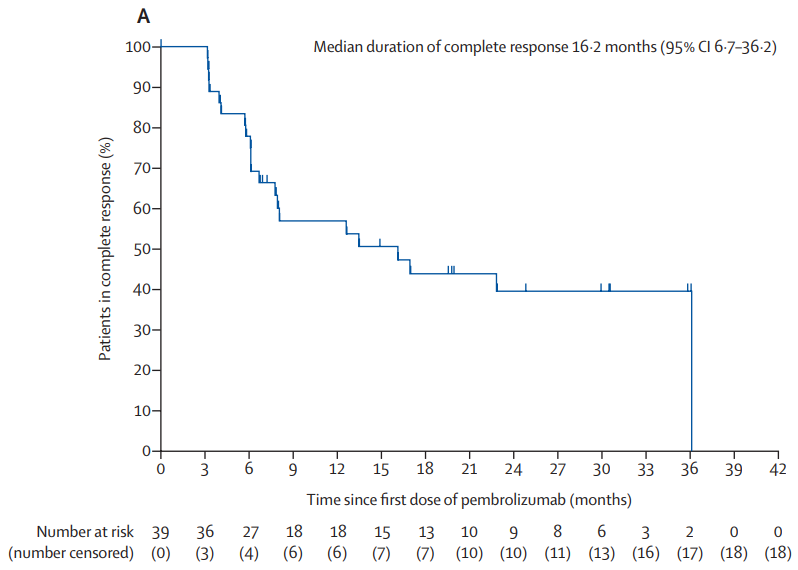 A
Median duration of complete response 16·2 months (95% CI 6·7–36·2)
Patients in complete response (%)
100
90
80
70
60
50
40
30
20
10
0
0 3 6 9 12 15 18 21 24 27 30 33 36 39 42
Time since first dose of pembrolizumab (months)
Number at risk 39 36 27 18 18 15 13 10 9 8 6 3 2 0 0
(number censored) (0) (3) (4) (6) (6) (7) (7) (10) (10) (11) (13) (16) (17) (18) (18)